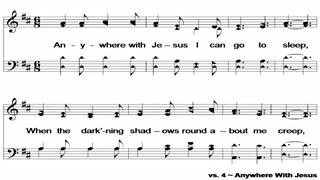 An-y-where with Je-sus I can go to sleep,
When the dark'-ning shad-ows round a-bout me creep,
vs. 4 ~ Anywhere With Jesus